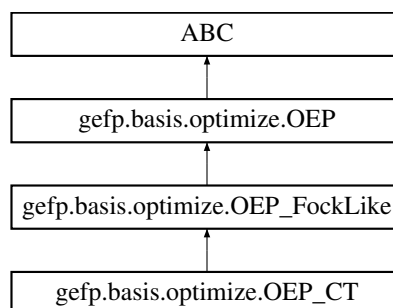 ABC
gefp.basis.optimize.OEP
gefp.basis.optimize.OEP_FockLike
gefp.basis.optimize.OEP_CT